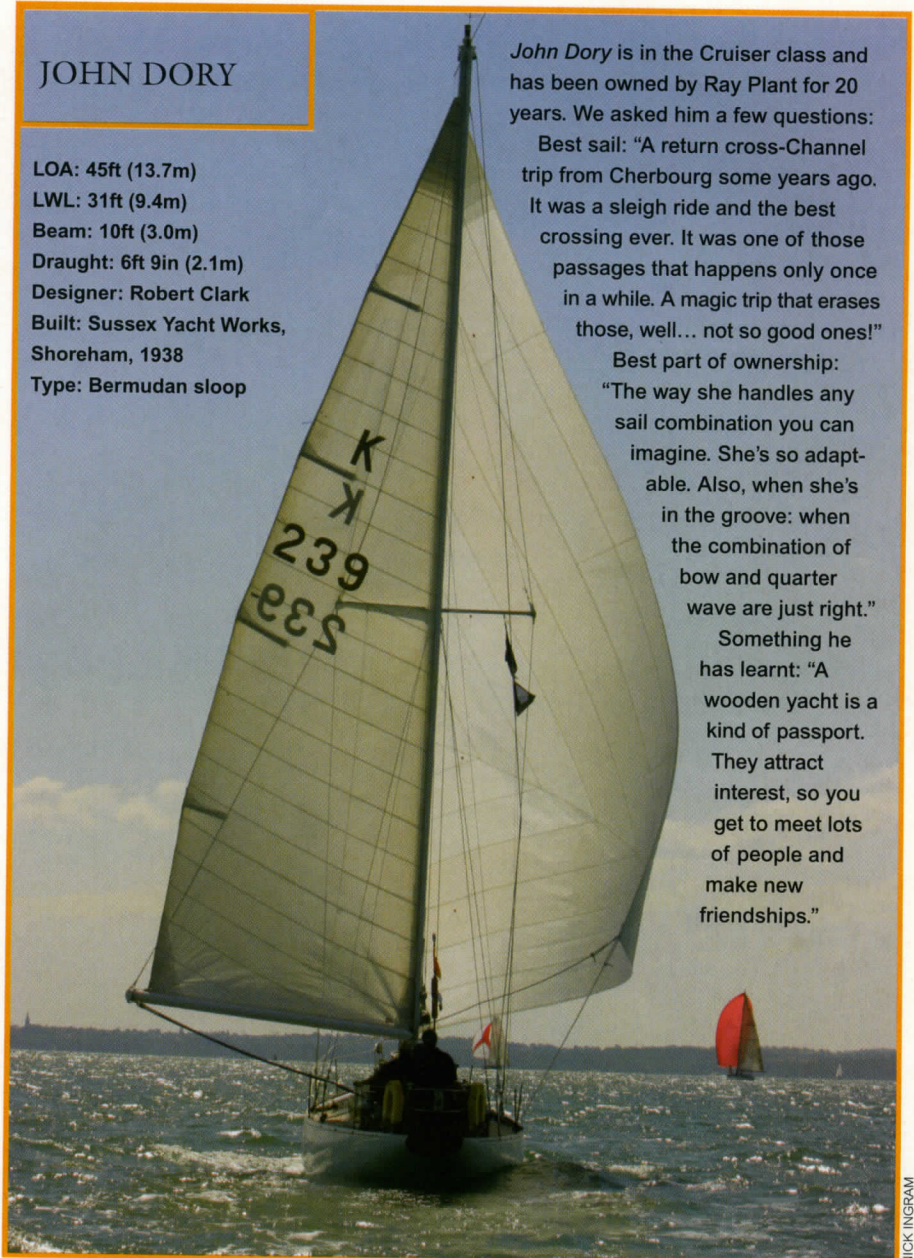 JOHN DORY
LOA: 45ft (13.7m)
LWL: 31ft (9.4m)
Beam: 10ft (3.0m)
Draught: 6ft 9in (2.1m)
Designer: Robert Clark
Built: Sussex Yacht Works,
Shoreham, 1938
Type: Bermudan sloop
John Dory is in the Cruiser class and
has been owned by Ray Plant for 20
years. We asked him a few questions:
Best sail: “A return cross-Channel
trip from Cherbourg some years ago.
It was a sleigh ride and the best
crossing ever. It was one of those
passages that happens only once
in a while. A magic trip that erases
those, well… not so good ones!”
Best part of ownership:
“The way she handles any
sail combination you can
imagine. She’s so adapt-
able. Also, when she’s
in the groove: when
the combination of
bow and quarter
wave are just right.”
Something he
has learnt: “A
wooden yacht is a
kind of passport.
They attract
interest, so you
get to meet lots
of people and
make new
friendships.”
K
K
239
239
ICK INGRAM